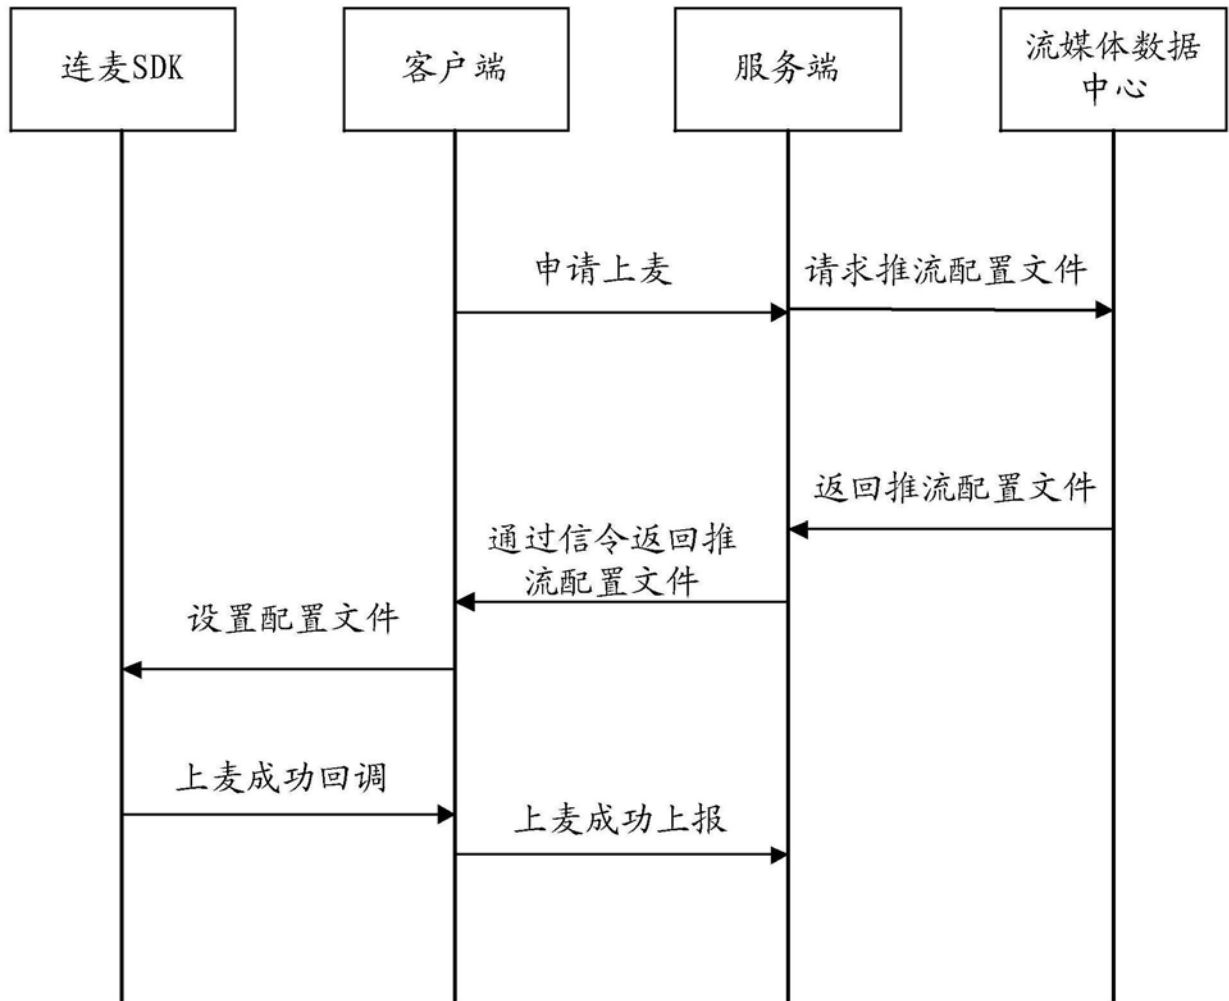 连麦SDK
客户端
服务端
流媒体数据
中心
申请上麦
请求推流配置文件
返回推流配置文件
通过信令返回推
流配置文件
设置配置文件
上麦成功回调
上麦成功上报